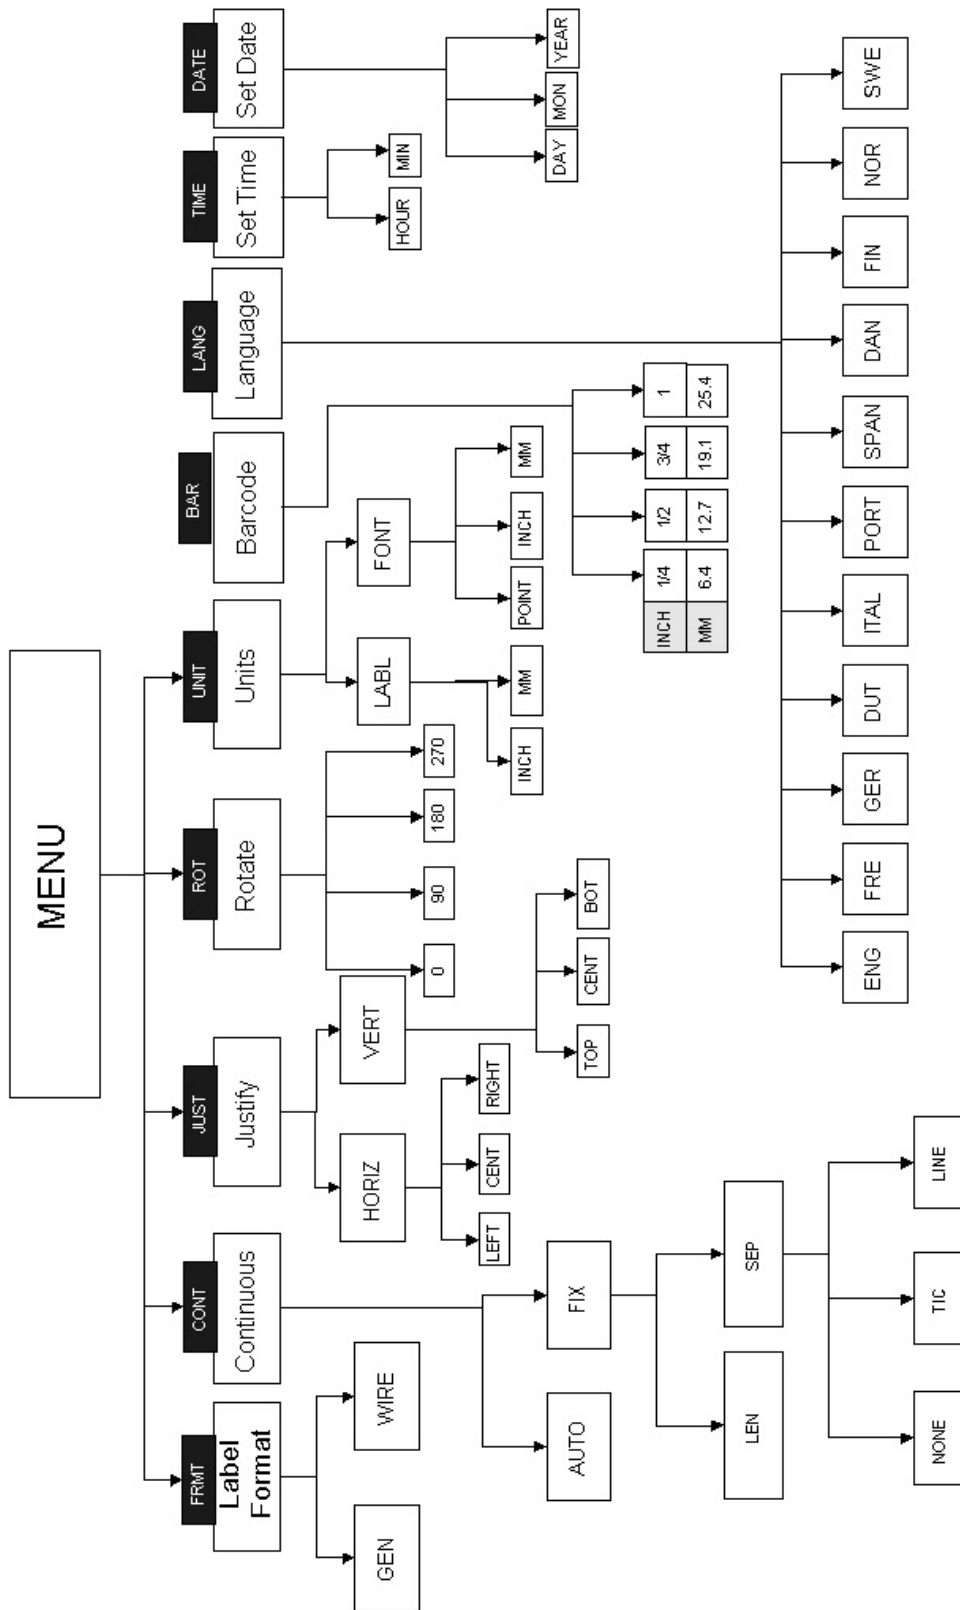 MENU
FRMT
Label
Format
GEN
WIRE
CONT
Continuous
AUTO
FIX
LEN
SEP
NONE
TIC
LINE
JUST
Justify
HORIZ
LEFT
CENT
RIGHT
VERT
TOP
CENT
BOT
ROT
Rotate
0
90
180
270
UNIT
Units
LABL
INCH
MM
FONT
POINT
INCH
MM
BAR
Barcode
INCH 1/4 1/2 3/4 1
MM 6.4 12.7 19.1 25.4
LANG
Language
ENG
FRE
GER
DUT
ITAL
PORT
SPAN
DAN
FIN
NOR
SWE
TIME
Set Time
HOUR
MIN
DATE
Set Date
DAY
MON
YEAR